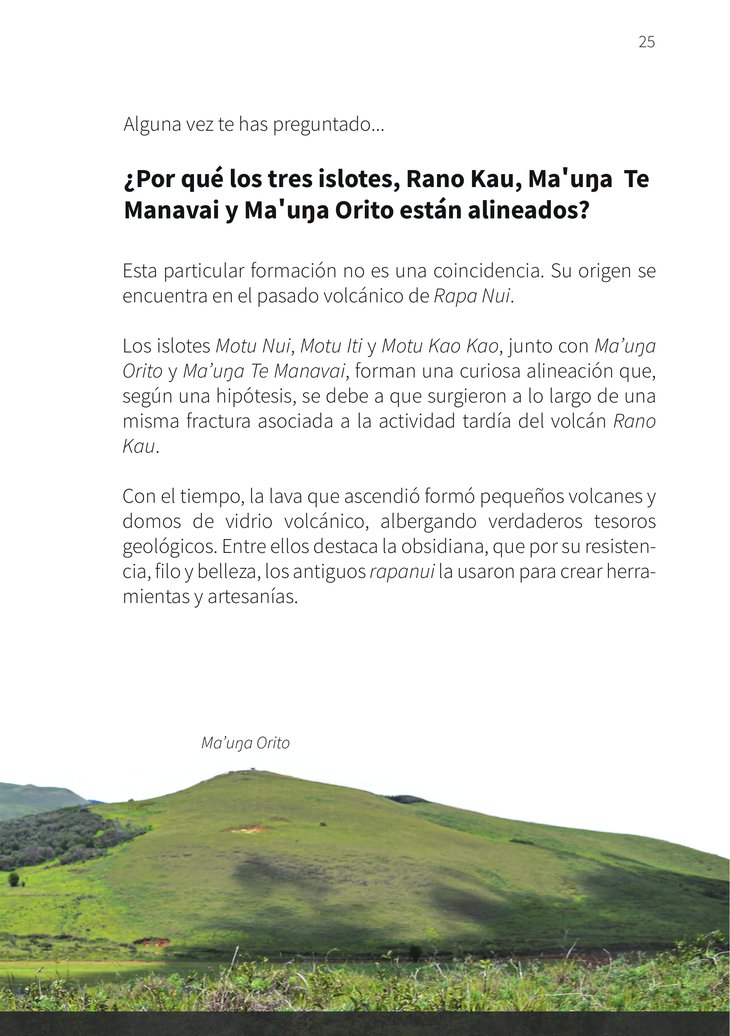 25
Alguna vez te has preguntado...
¿Por qué los tres islotes, Rano Kau, Ma'uŋa Te
Manavai y Ma'uŋa Orito están alineados?
Esta particular formación no es una coincidencia. Su origen se
encuentra en el pasado volcánico de Rapa Nui.
Los islotes Motu Nui, Motu Iti y Motu Kao Kao, junto con Ma’uŋa
Orito y Ma’uŋa Te Manavai, forman una curiosa alineación que,
según una hipótesis, se debe a que surgieron a lo largo de una
misma fractura asociada a la actividad tardía del volcán Rano
Kau.
Con el tiempo, la lava que ascendió formó pequeños volcanes y
domos de vidrio volcánico, albergando verdaderos tesoros
geológicos. Entre ellos destaca la obsidiana, que por su resisten-
cia, filo y belleza, los antiguos rapanui la usaron para crear herra-
mientas y artesanías.
Ma’uŋa Orito